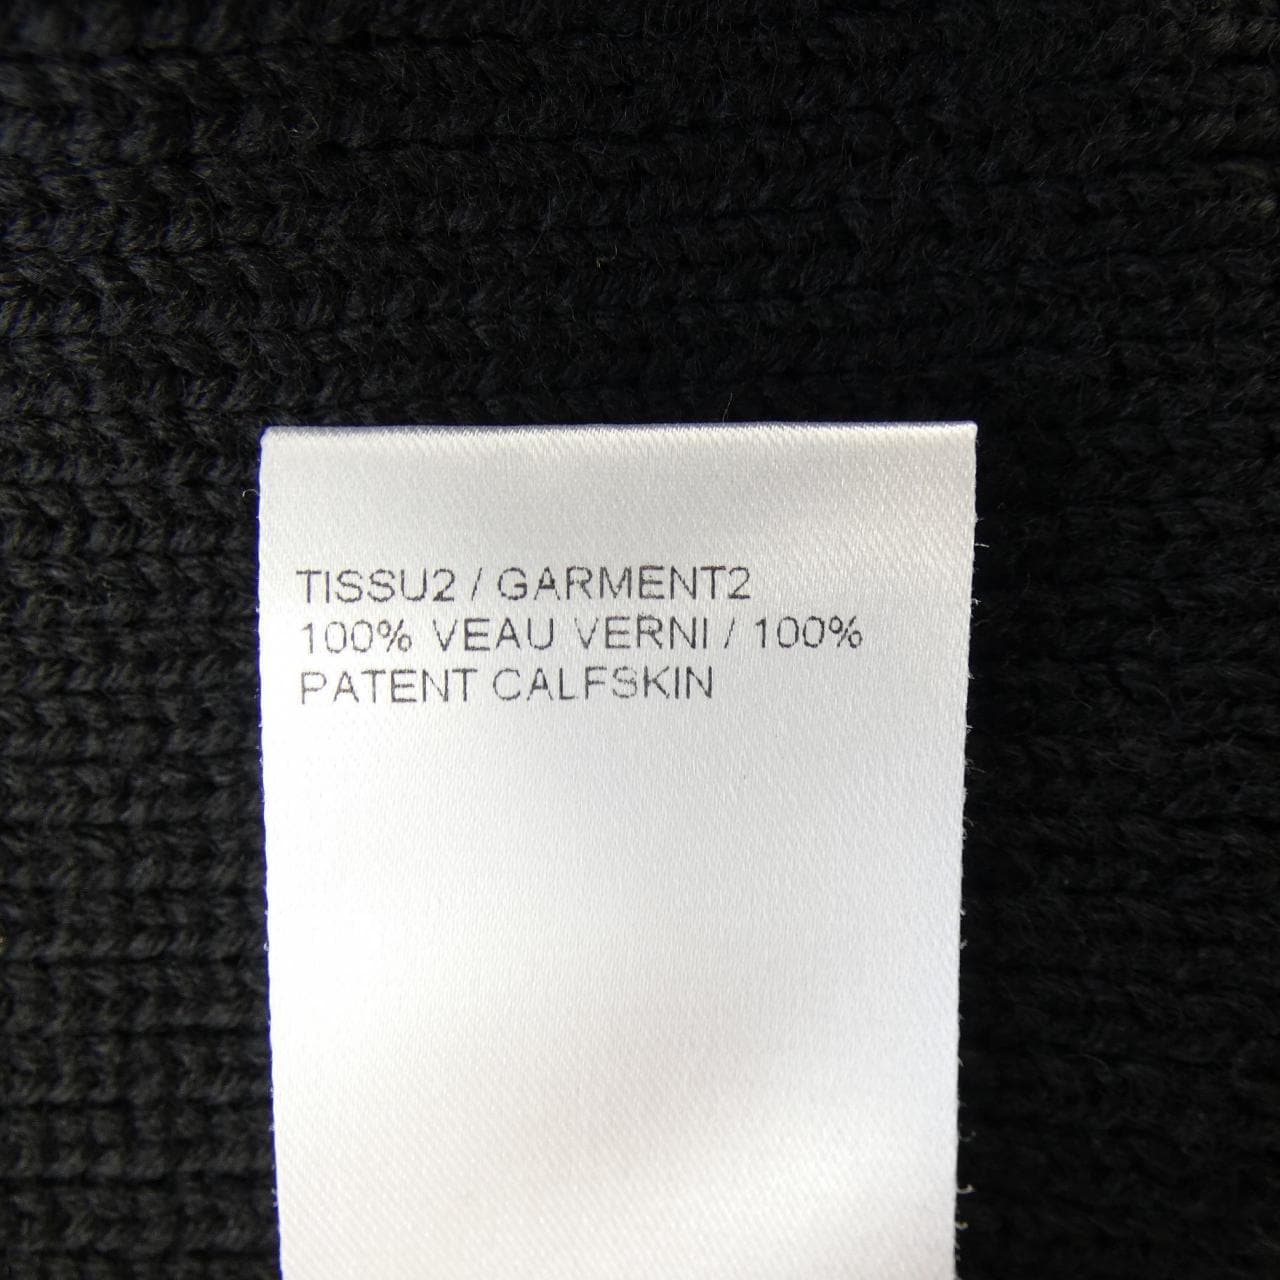 TISSU2 / GARMENT2
100% VEAU VERNI / 100%
PATENT CALFSKIN